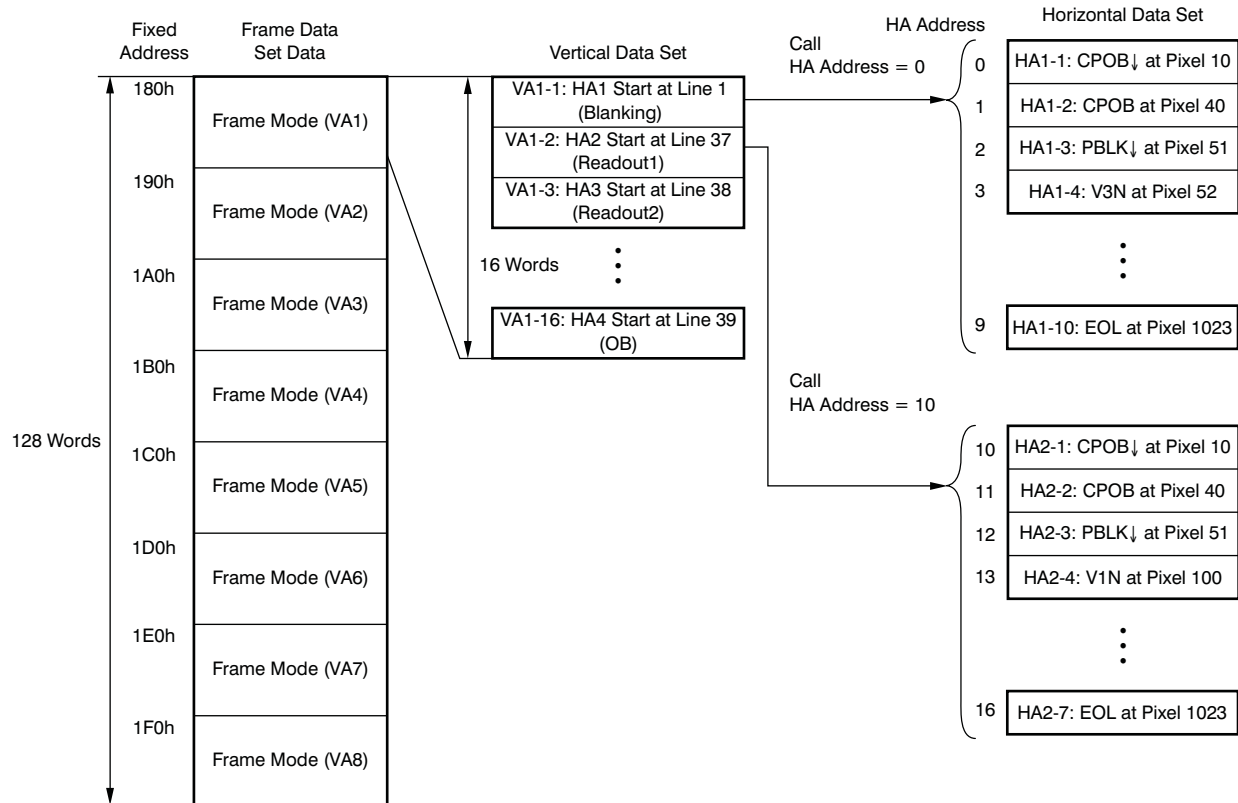 Fixed
Address
Frame Data
Set Data
180h
Frame Mode (VA1)
190h
Frame Mode (VA2)
1A0h
Frame Mode (VA3)
1B0h
Frame Mode (VA4)
128 Words
1C0h
Frame Mode (VA5)
1D0h
Frame Mode (VA6)
1E0h
Frame Mode (VA7)
1F0h
Frame Mode (VA8)
Vertical Data Set
VA1-1: HA1 Start at Line 1
(Blanking)
VA1-2: HA2 Start at Line 37
(Readout1)
VA1-3: HA3 Start at Line 38
(Readout2)
16 Words
VA1-16: HA4 Start at Line 39
(OB)
Call
HA Address = 0
HA Address
Horizontal Data Set
0 HA1-1: CPOB↓ at Pixel 10
1 HA1-2: CPOB at Pixel 40
2 HA1-3: PBLK↓ at Pixel 51
3 HA1-4: V3N at Pixel 52
9 HA1-10: EOL at Pixel 1023
Call
HA Address = 10
10 HA2-1: CPOB↓ at Pixel 10
11 HA2-2: CPOB at Pixel 40
12 HA2-3: PBLK↓ at Pixel 51
13 HA2-4: V1N at Pixel 100
16 HA2-7: EOL at Pixel 1023